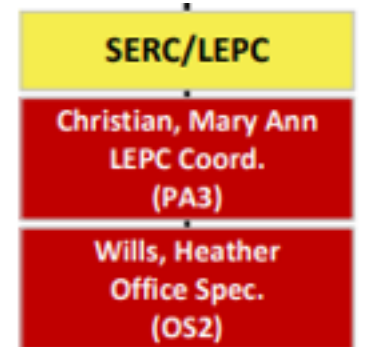 SERC/LEPC
Christian, Mary Ann
LEPC Coord.
(PA3)
Wills, Heather
Office Spec.
(OS2)